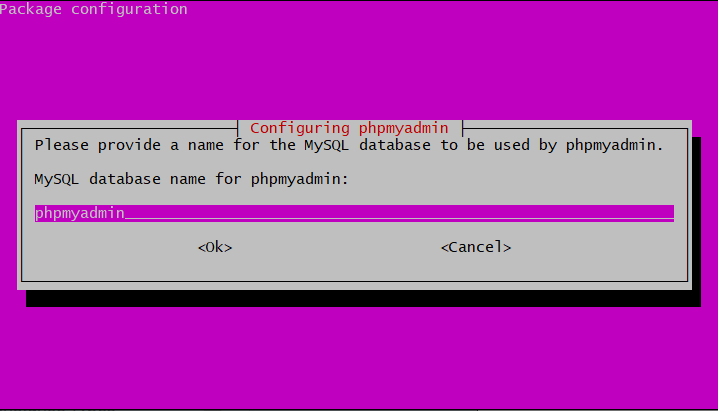 Package configuration
Configuring phpmyadmin
Please provide a name for the MySQL database to be used by phpmyadmin.
MySQL database name for phpmyadmin:
phpmyadmin
<Ok> <Cancel>